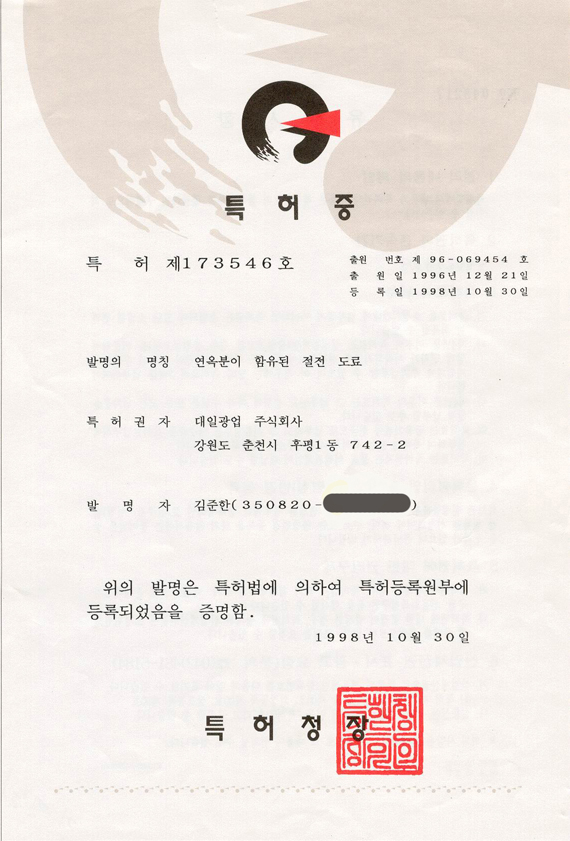 특허증
특 허 제173546호
출원 번호 제 96-069454 호
출 원 일 1996년 12월 21일
등 록 일 1998년 10월 30일
발명의 명칭 연옥분이 함유된 절전 도료
특 허 권 자 대일광업 주식회사
강원도 춘천시 후평1동 742-2
발 명 자 김준한(350820-)
위의 발명은 특허법에 의하여 특허등록원부에
등록되었음을 증명함.
1998년 10월 30일
특허청장